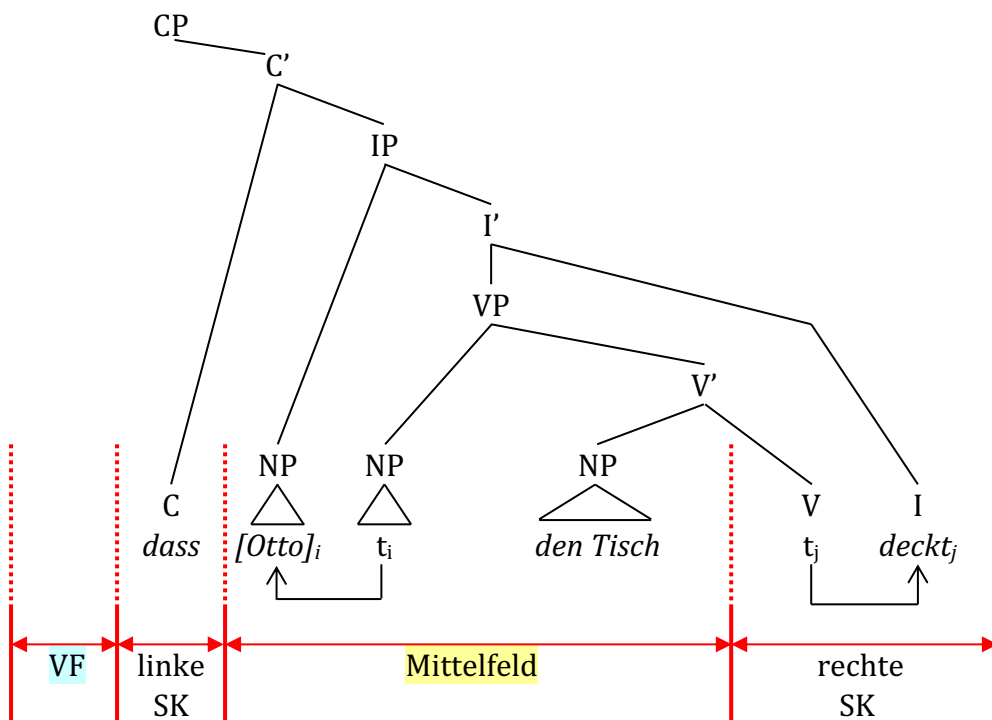 CP
C’
IP
I’
VP
V’
NP NP NP
C V I
dass [Otto]i ti den Tisch tj decktj
VF linke Mittelfeld rechte
SK SK